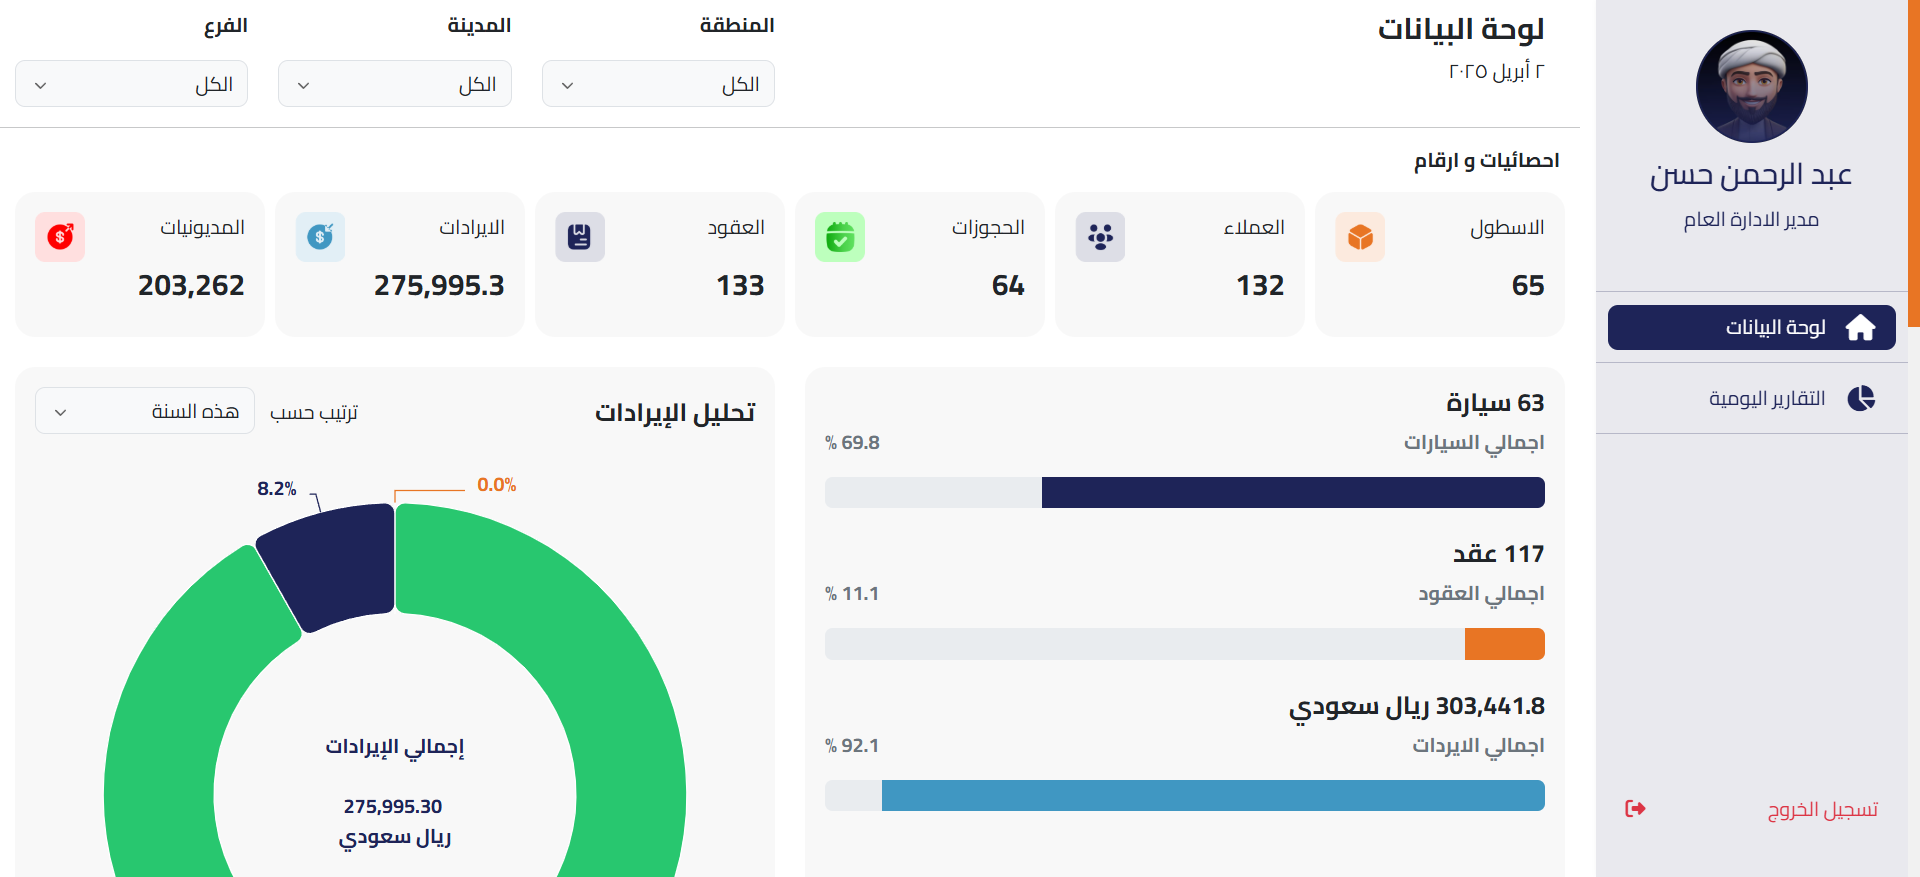 عبد الرحمن حسن
مدير الادارة العام
لوحة البيانات
التقارير اليومية
تسجيل الخروج
لوحة البيانات
٢ أبريل ٢٠٢٥
المنطقة
الكل
المدينة
الكل
الفرع
الكل
احصائيات و ارقام
الاسطول
65
العملاء
132
الحجوزات
64
العقود
133
الايرادات
275,995.3
المديونيات
203,262
63 سيارة
اجمالي السيارات
69.8 %
117 عقد
اجمالي العقود
11.1 %
303,441.8 ريال سعودي
اجمالي الايردات
92.1 %
تحليل الإيرادات
ترتيب حسب
هذه السنة
0.0%
8.2%
إجمالي الإيرادات
275,995.30
ريال سعودي